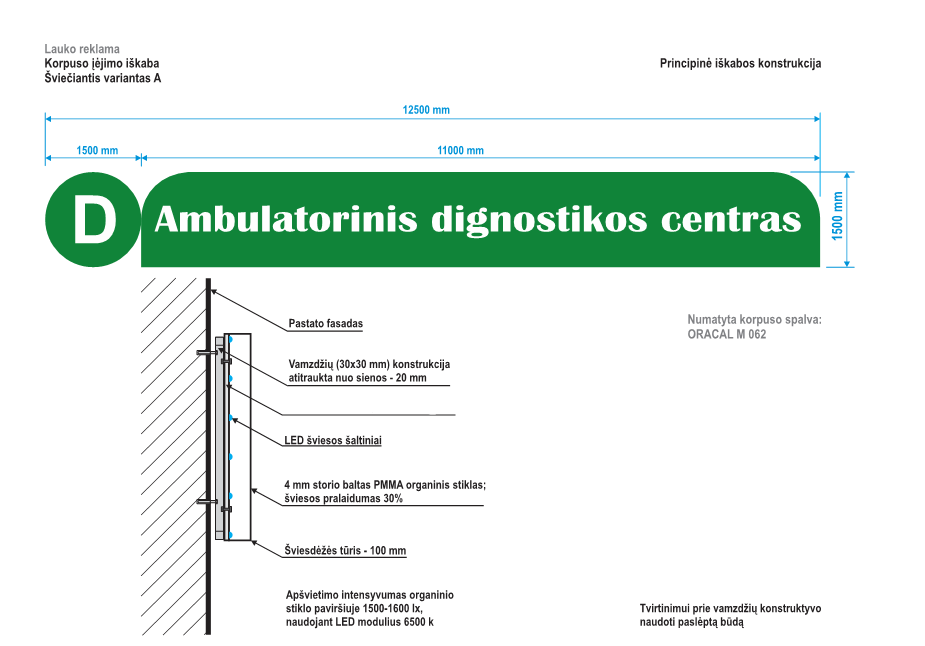 Lauko reklama
Korpuso įėjimo iškaba
Šviečiantis variantas A
Principinė iškabos konstrukcija
12500 mm
1500 mm
11000 mm
D
Ambulatorinis dignostikos centras
1500 mm
Pastato fasadas
Numatyta korpuso spalva:
ORACAL M 062
Vamzdžių (30x30 mm) konstrukcija
atitraukta nuo sienos - 20 mm
LED šviesos šaltiniai
4 mm storio baltas PMMA organinis stiklas;
šviesos pralaidumas 30%
Šviesdėžės tūris - 100 mm
Apšvietimo intensyvumas organinio
stiklo paviršiuje 1500-1600 lx,
naudojant LED modulius 6500 k
Tvirtinimui prie vamzdžių konstruktyvo
naudoti paslėptą būdą